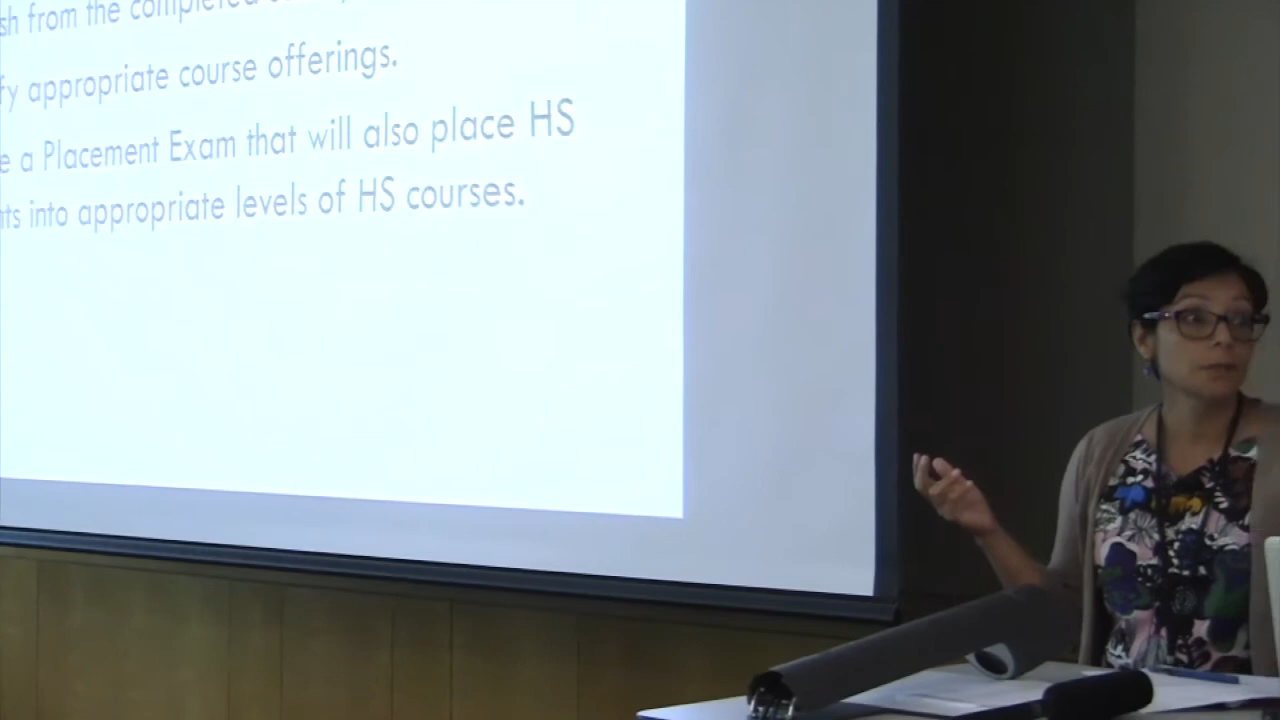 sh from the completed
fy appropriate course offerings.
e a Placement Exam that will also place HS
nts into appropriate levels of HS courses.